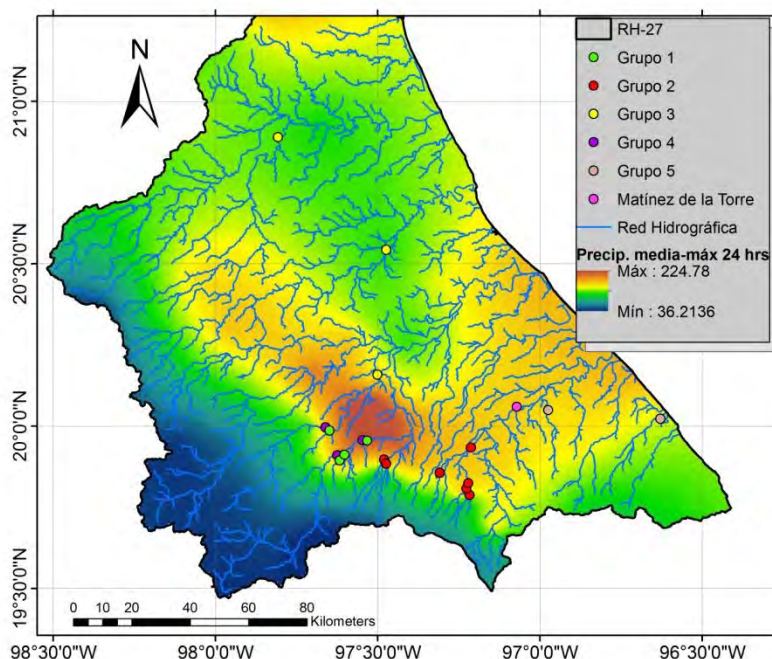 N
RH-27
Grupo 1
Grupo 2
Grupo 3
Grupo 4
Grupo 5
Matínez de la Torre
Red Hidrográfica
Precip. media-máx 24 hrs
Máx : 224.78
Mín : 36.2136
21°0'0"N
20°30'0"N
20°0'0"N
19°30'0"N
0 10 20 40 60 80
Kilometers
98°30'0"W 98°0'0"W 97°30'0"W 97°0'0"W 96°30'0"W